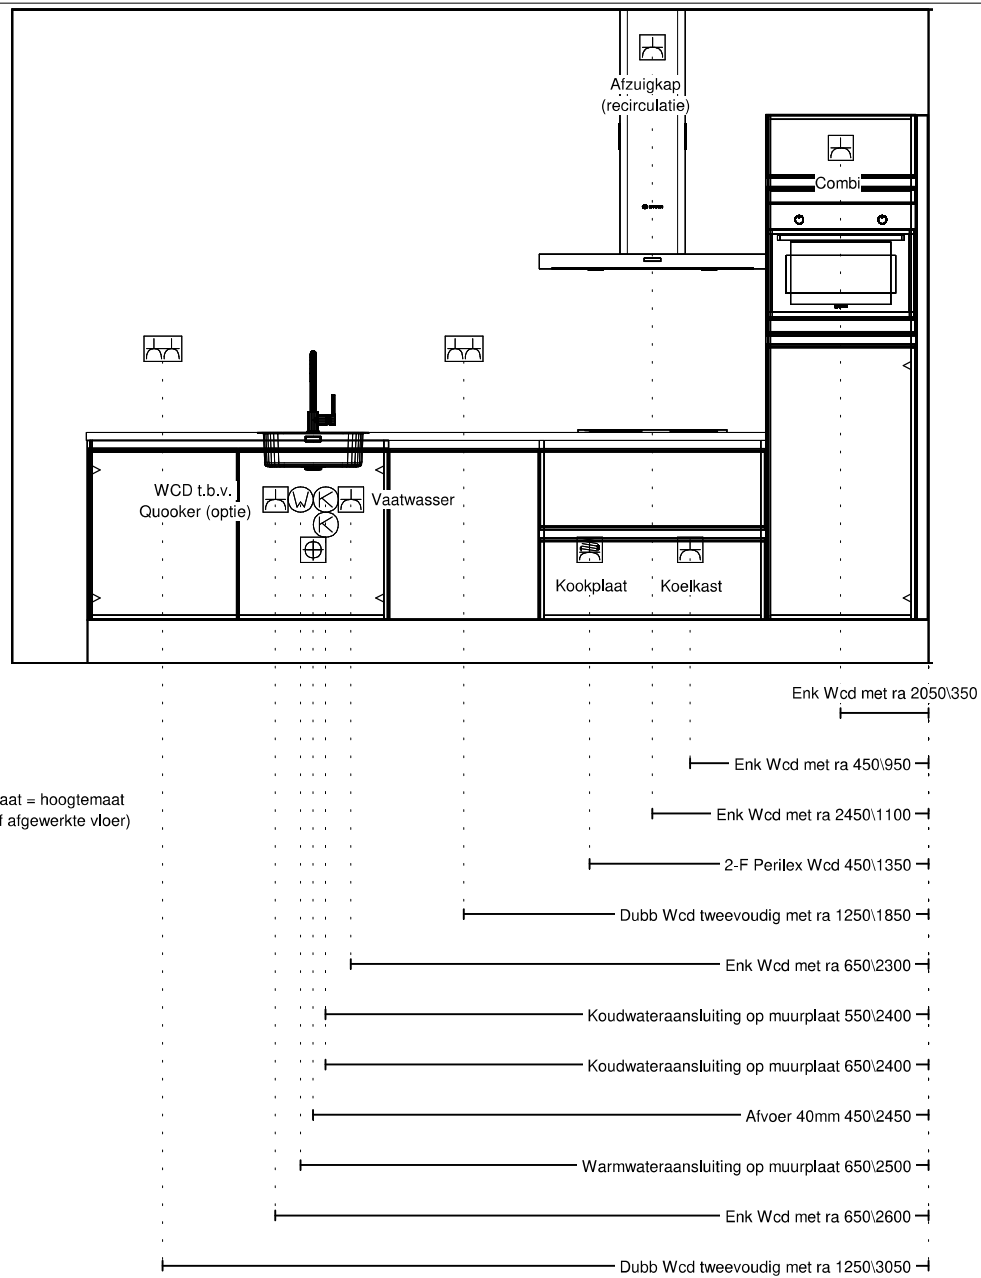 Afzuigkap
(recirculatie)
Combi
WCD t.b.v.
Quooker (optie)
W
K
K
Vaatwasser
Kookplaat
Koelkast
Enk Wcd met ra 2050\350
Enk Wcd met ra 450\950
aat = hoogtemaat
f afgewerkte vloer)
Enk Wcd met ra 2450\1100
2-F Perilex Wcd 450\1350
Dubb Wcd tweevoudig met ra 1250\1850
Enk Wcd met ra 650\2300
Koudwateraansluiting op muurplaat 550\2400
Koudwateraansluiting op muurplaat 650\2400
Afvoer 40mm 450\2450
Warmwateraansluiting op muurplaat 650\2500
Enk Wcd met ra 650\2600
Dubb Wcd tweevoudig met ra 1250\3050